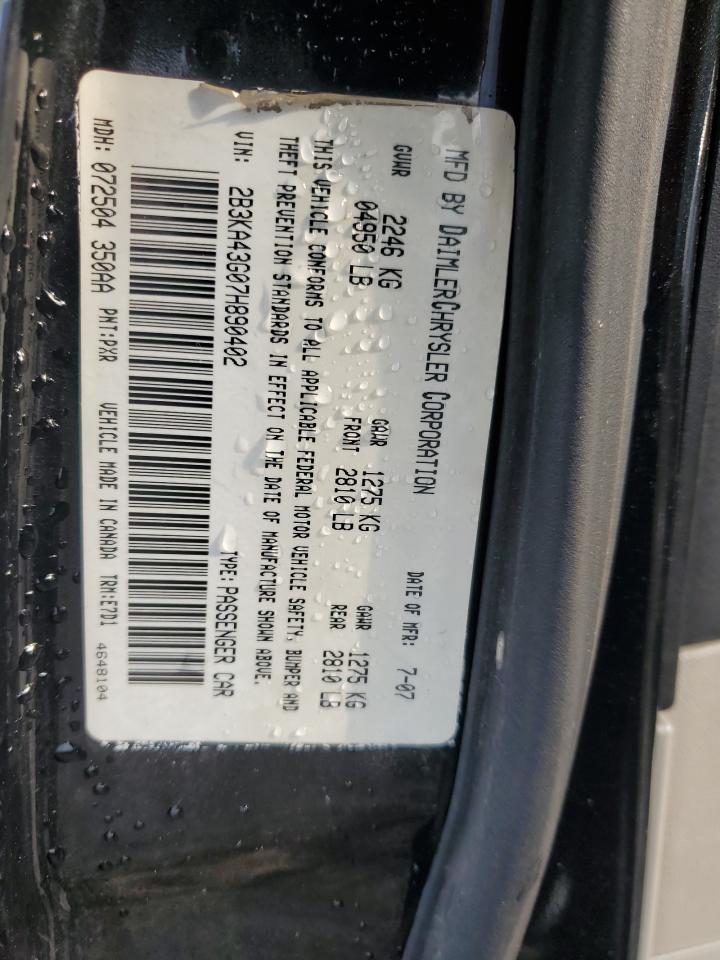 MFD BY DAIMLERCHRYSLER CORPORATION
DATE OF MFR: 7-07
GVWR 2246 KG 04950 LB
GAWR FRONT 1275 KG 2810 LB
GAWR REAR 1275 KG 2810 LB
THIS VEHICLE CONFORMS TO ALL APPLICABLE FEDERAL MOTOR VEHICLE SAFETY, BUMPER AND
THEFT PREVENTION STANDARDS IN EFFECT ON THE DATE OF MANUFACTURE SHOWN ABOVE.
VIN: 2B3KA43G07H890402
TYPE: PASSENGER CAR
MDH: 072504 350AA PNT:PXR VEHICLE MADE IN CANADA TRM:E7D1
4648104